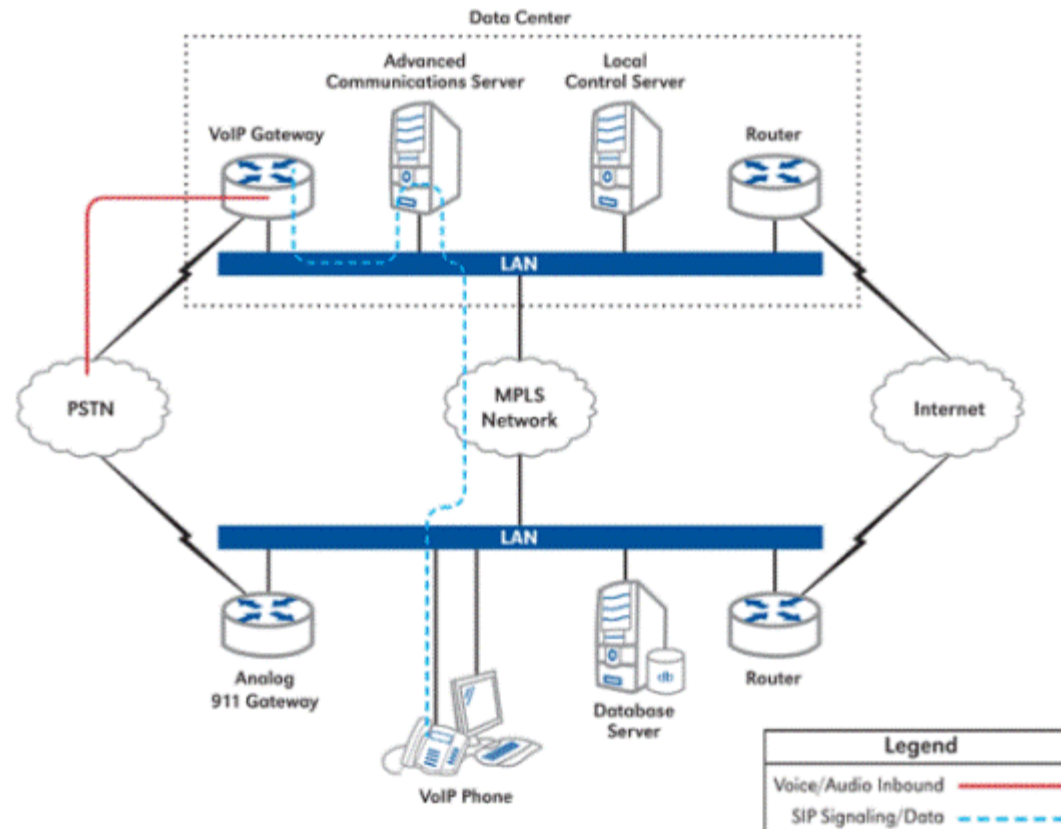 Data Center
Advanced
Communications Server
Local
Control Server
VoIP Gateway
Router
LAN
PSTN
MPLS
Network
Internet
LAN
Analog
911 Gateway
db
Database
Server
Router
VoIP Phone
Legend
Voice/Audio Inbound
SIP Signaling/Data